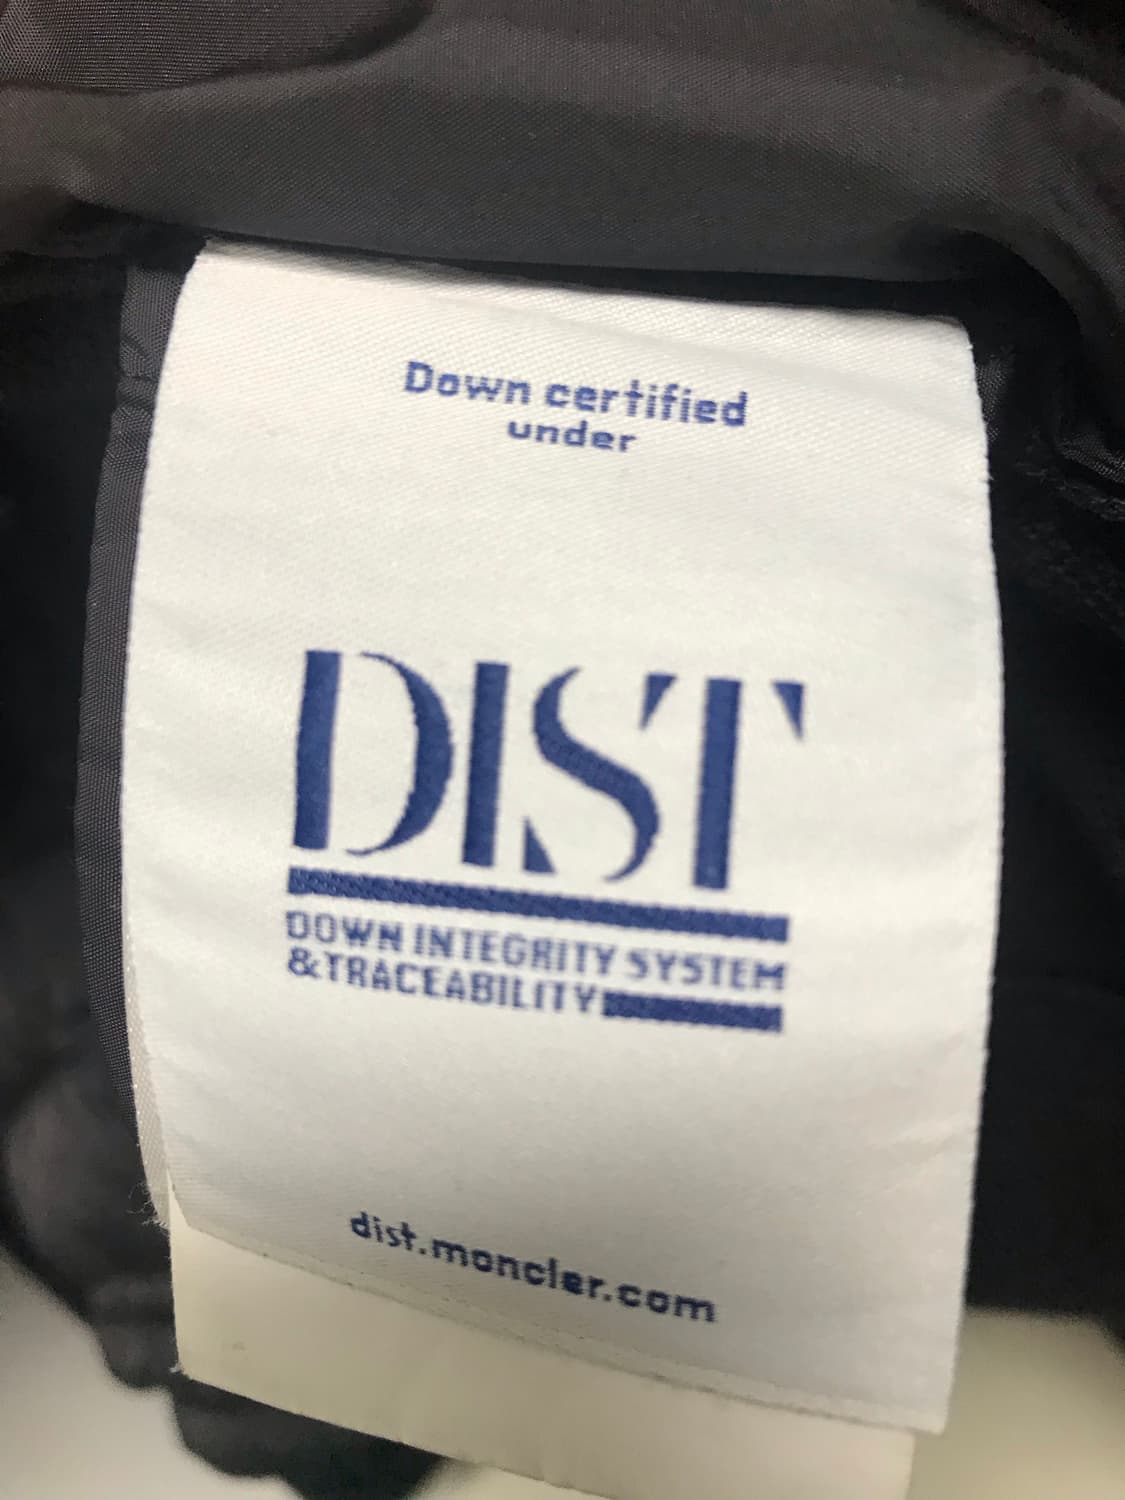 Down certified
under
DIST
DOWN INTEGRITY SYSTEM
&TRACEABILITY
dist.moncler.com